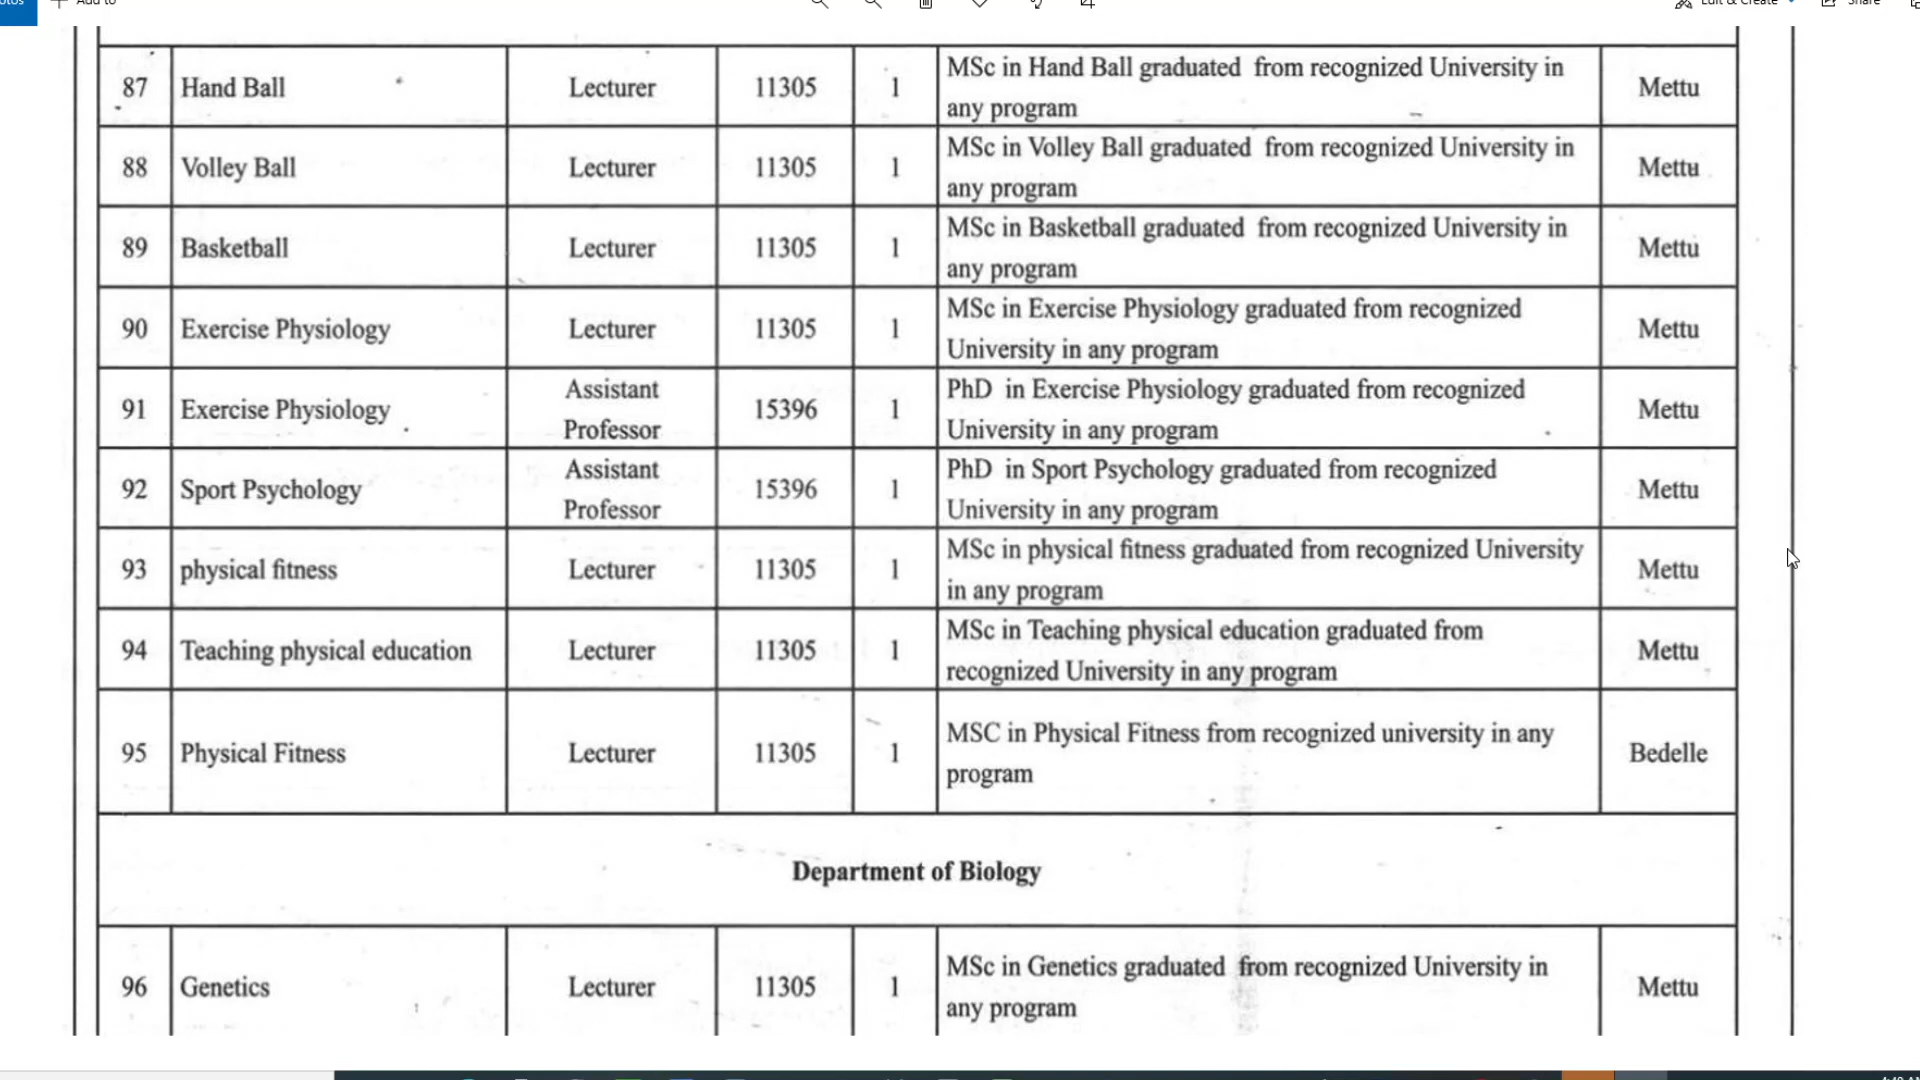 Add to
Edit & Create
Share
87 Hand Ball Lecturer 11305 1 MSc in Hand Ball graduated from recognized University in
any program Mettu
88 Volley Ball Lecturer 11305 1 MSc in Volley Ball graduated from recognized University in
any program Mettu
89 Basketball Lecturer 11305 1 MSc in Basketball graduated from recognized University in
any program Mettu
90 Exercise Physiology Lecturer 11305 1 MSc in Exercise Physiology graduated from recognized
University in any program Mettu
91 Exercise Physiology Assistant
Professor 15396 1 PhD in Exercise Physiology graduated from recognized
University in any program Mettu
92 Sport Psychology Assistant
Professor 15396 1 PhD in Sport Psychology graduated from recognized
University in any program Mettu
93 physical fitness Lecturer 11305 1 MSc in physical fitness graduated from recognized University
in any program Mettu
94 Teaching physical education Lecturer 11305 1 MSc in Teaching physical education graduated from
recognized University in any program Mettu
95 Physical Fitness Lecturer 11305 1 MSC in Physical Fitness from recognized university in any
program Bedelle
Department of Biology
96 Genetics Lecturer 11305 1 MSc in Genetics graduated from recognized University in
any program Mettu